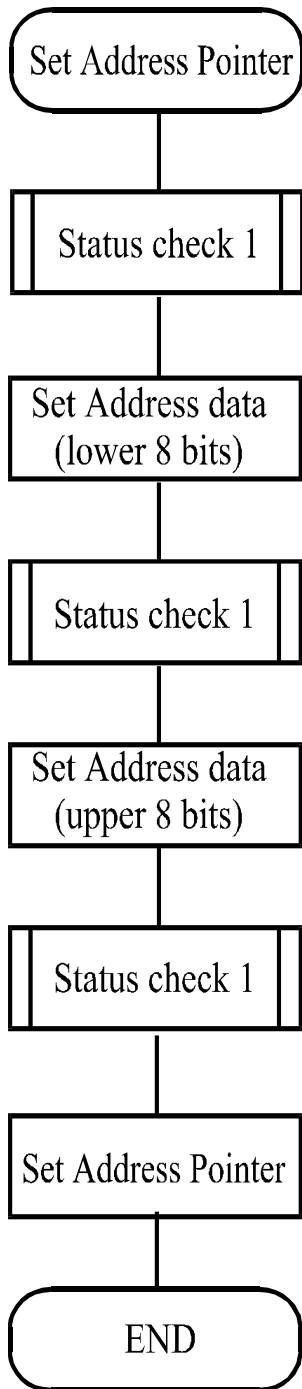 Set Address Pointer
Status check 1
Set Address data
(lower 8 bits)
Status check 1
Set Address data
(upper 8 bits)
Status check 1
Set Address Pointer
END